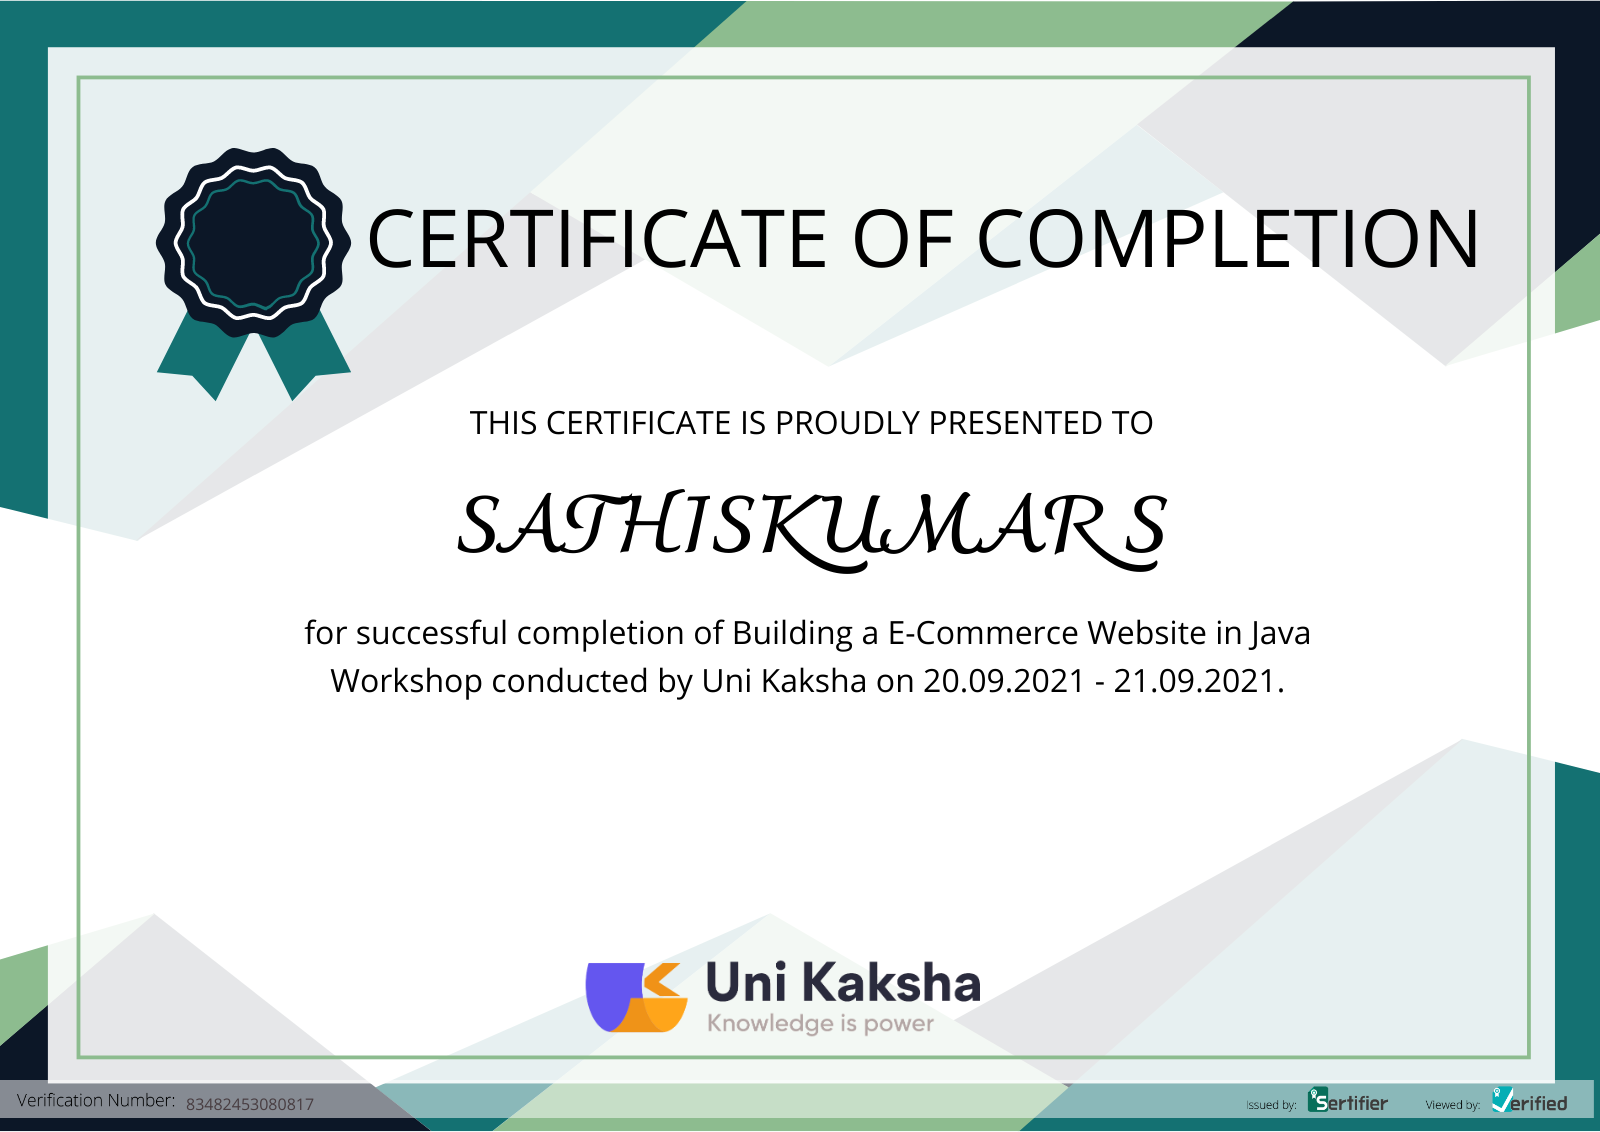 CERTIFICATE OF COMPLETION
THIS CERTIFICATE IS PROUDLY PRESENTED TO
SATHISKUMAR S
for successful completion of Building a E-Commerce Website in Java
Workshop conducted by Uni Kaksha on 20.09.2021 - 21.09.2021.
Uni Kaksha
Knowledge is power
Verification Number: 83482453080817
Issued by: Sertifier Viewed by: Verified